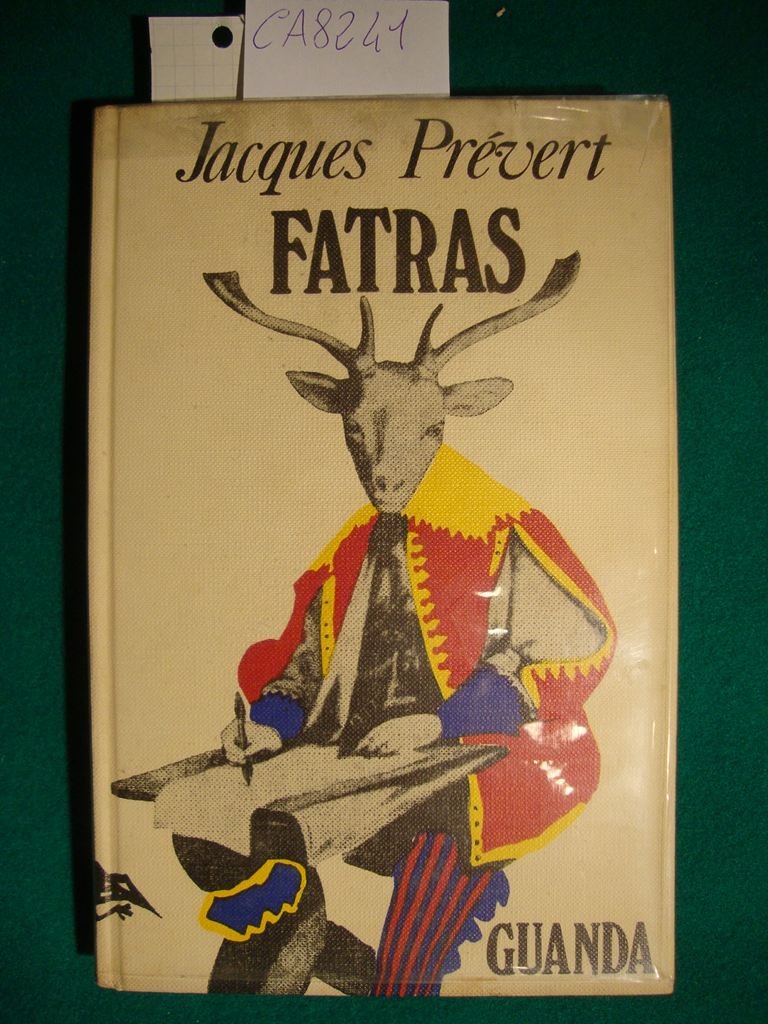 CA8241
Jacques Prévert
FATRAS
GUANDA